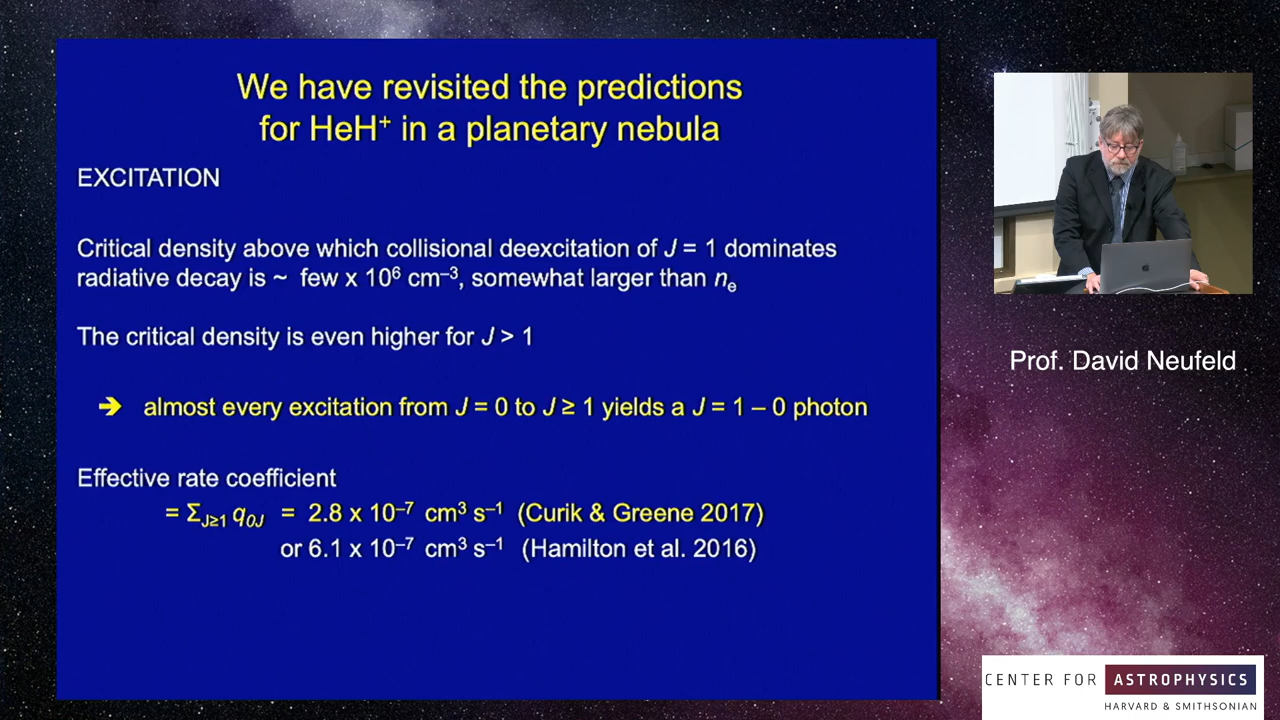 We have revisited the predictions
for HeH⁺ in a planetary nebula
EXCITATION
Critical density above which collisional deexcitation of J = 1 dominates
radiative decay is ~ few x 10⁶ cm⁻³, somewhat larger than nₑ
The critical density is even higher for J > 1
➔ almost every excitation from J = 0 to J ≥ 1 yields a J = 1 – 0 photon
Effective rate coefficient
= Σ_J≥1 q_0J = 2.8 x 10⁻⁷ cm³ s⁻¹ (Curik & Greene 2017)
or 6.1 x 10⁻⁷ cm³ s⁻¹ (Hamilton et al. 2016)
Prof. David Neufeld
CENTER FOR ASTROPHYSICS
HARVARD & SMITHSONIAN